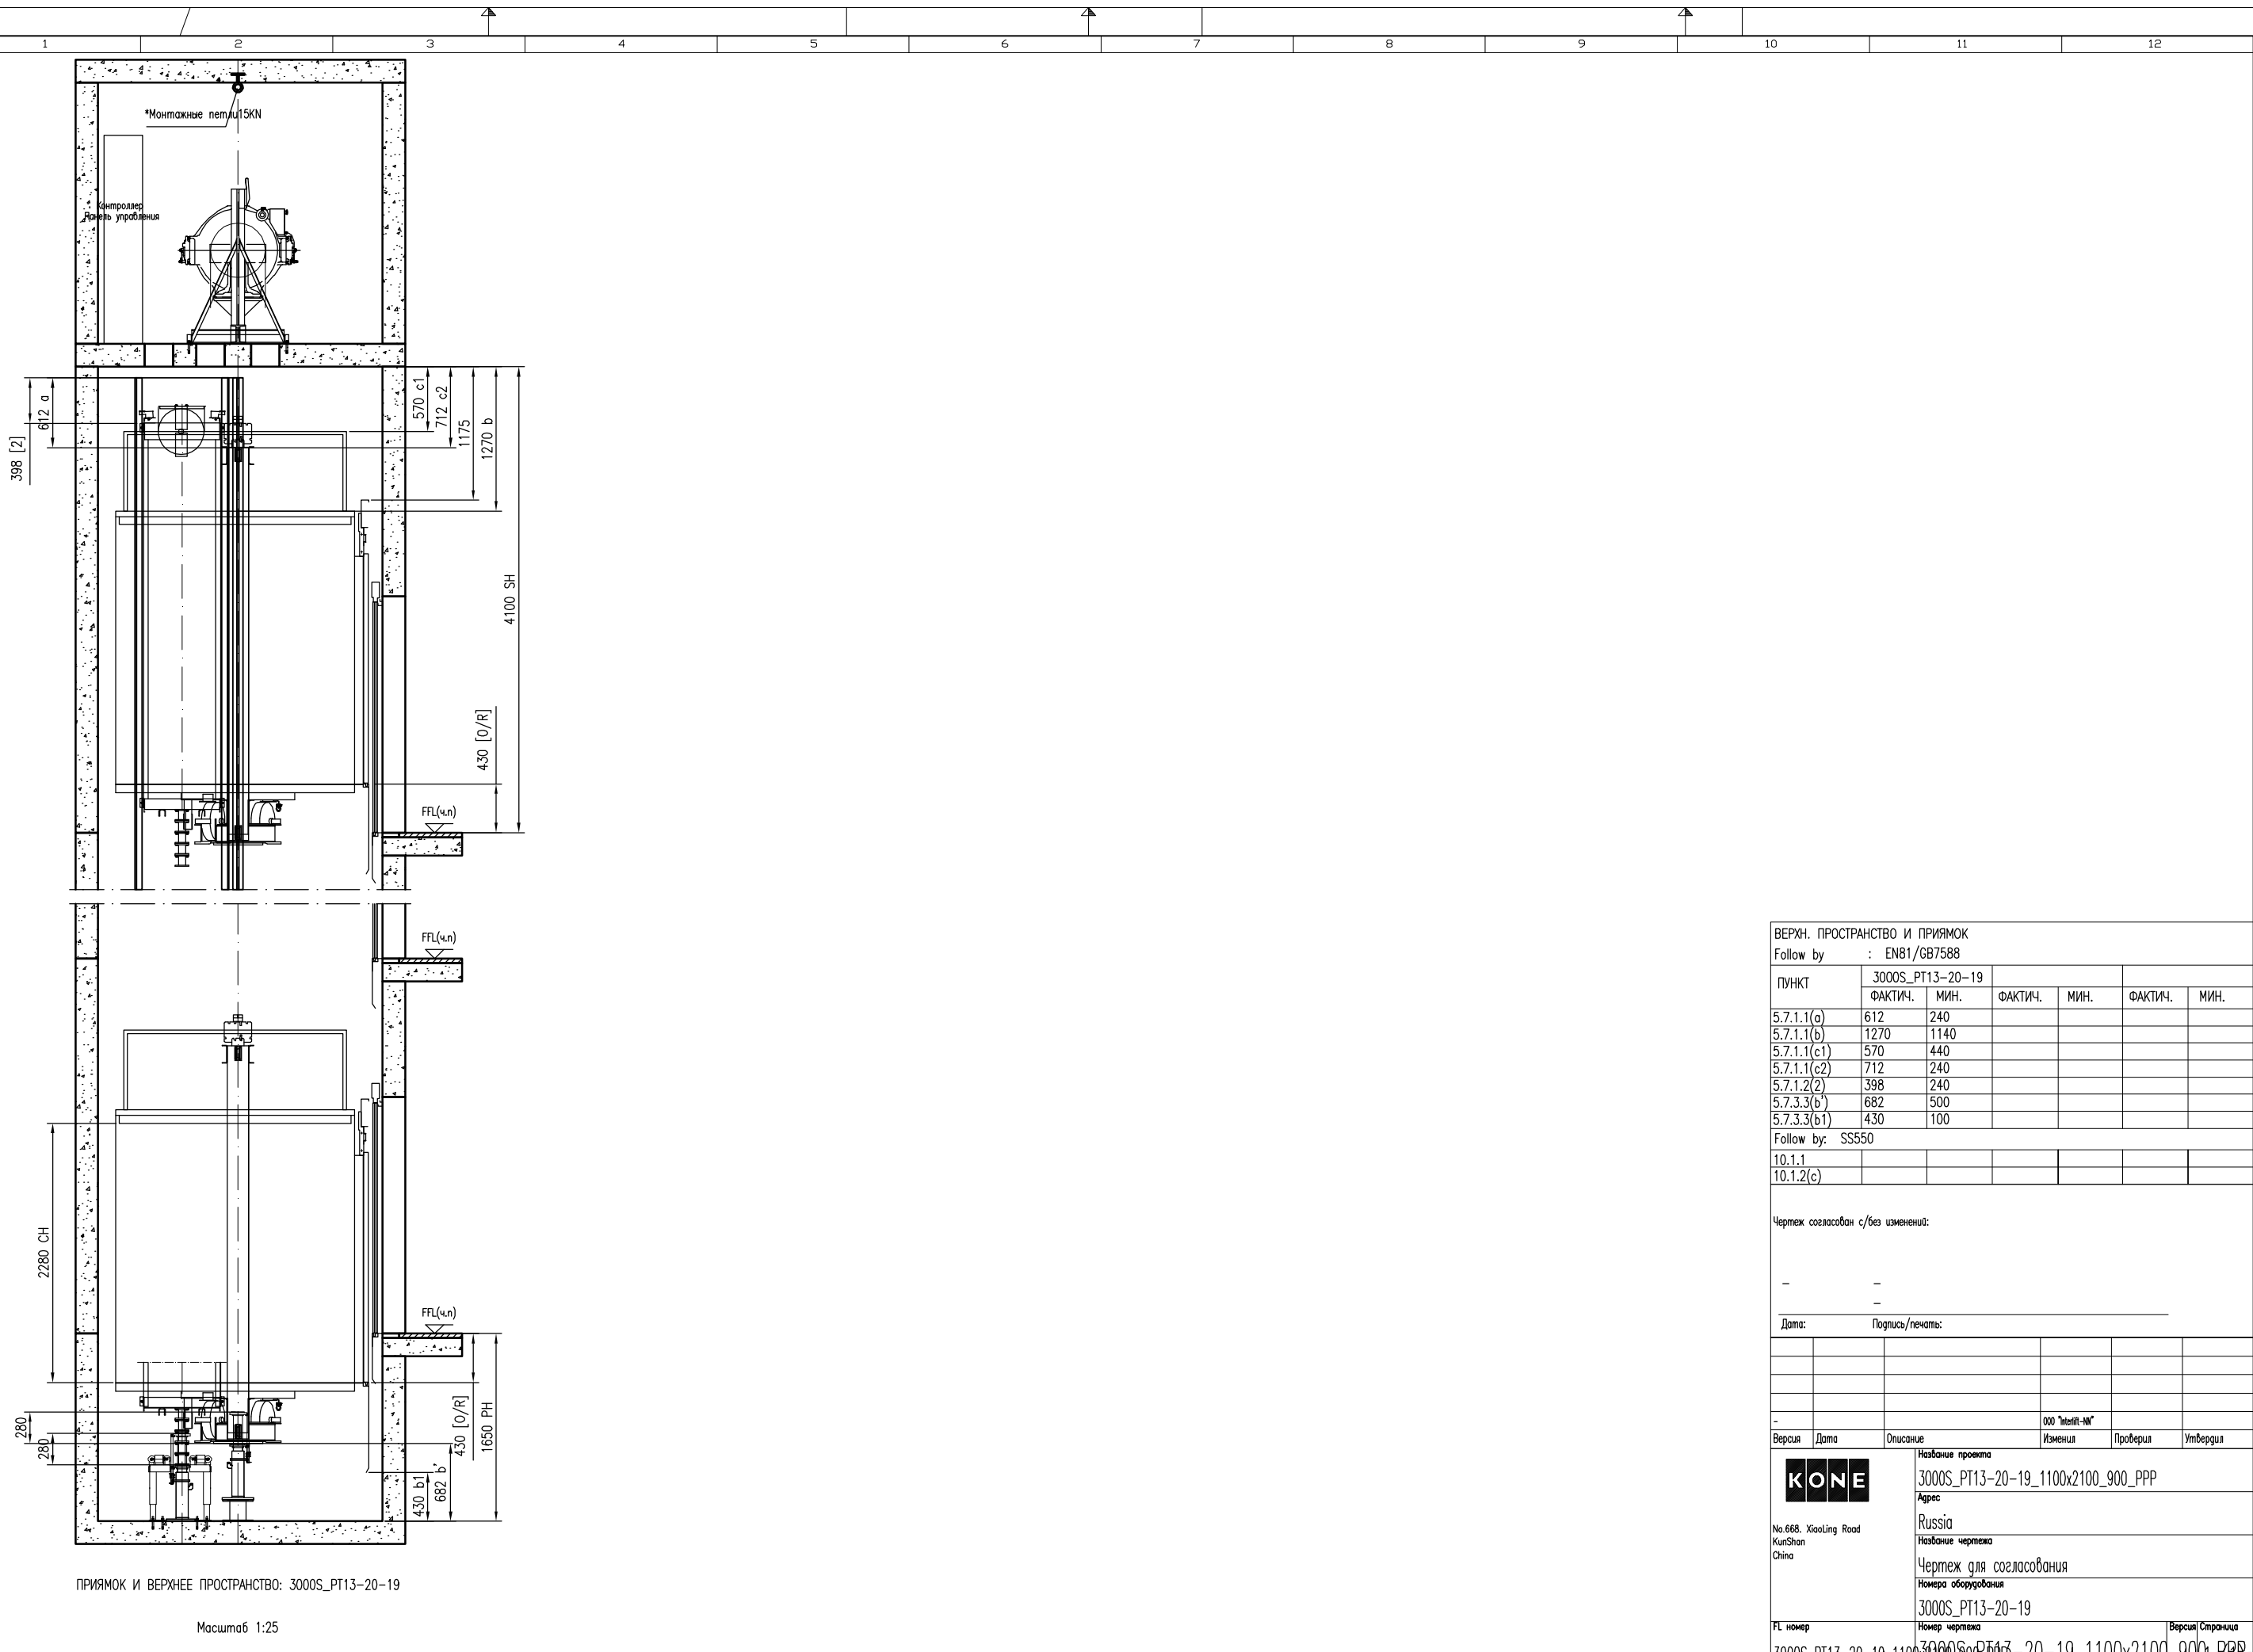 1 2 3 4 5 6 7 8 9 10 11 12
*Монтажные петли15KN
Контроллер
Панель управления
398 [2]
612 a
570 c1
712 c2
1175
1270 b
4100 SH
430 [O/R]
FFL(ч.п)
FFL(ч.п)
2280 CH
FFL(ч.п)
280
280
430 b1
682 b'
430 [O/R]
1650 PH
ПРИЯМОК И ВЕРХНЕЕ ПРОСТРАНСТВО: 3000S_PT13-20-19
Масштаб 1:25
ВЕРХН. ПРОСТРАНСТВО И ПРИЯМОК
Follow by : EN81/GB7588
ПУНКТ 3000S_PT13-20-19
ФАКТИЧ. МИН. ФАКТИЧ. МИН. ФАКТИЧ. МИН.
5.7.1.1(a) 612 240
5.7.1.1(b) 1270 1140
5.7.1.1(c1) 570 440
5.7.1.1(c2) 712 240
5.7.1.2(2) 398 240
5.7.3.3(b') 682 500
5.7.3.3(b1) 430 100
Follow by: SS550
10.1.1
10.1.2(c)
Чертеж согласован с/без изменений:
– –
–
Дата: Подпись/печать:
– ООО "Interlift-NN"
Версия Дата Описание Изменил Проверил Утвердил
KONE
No.668. XiaoLing Road
KunShan
China
Название проекта
3000S_PT13-20-19_1100x2100_900_PPP
Адрес
Russia
Название чертежа
Чертеж для согласования
Номера оборудования
3000S_PT13-20-19
FL номер Номер чертежа Версия Страница
3000S_PT13-20-19_1100x2100_900_PPP